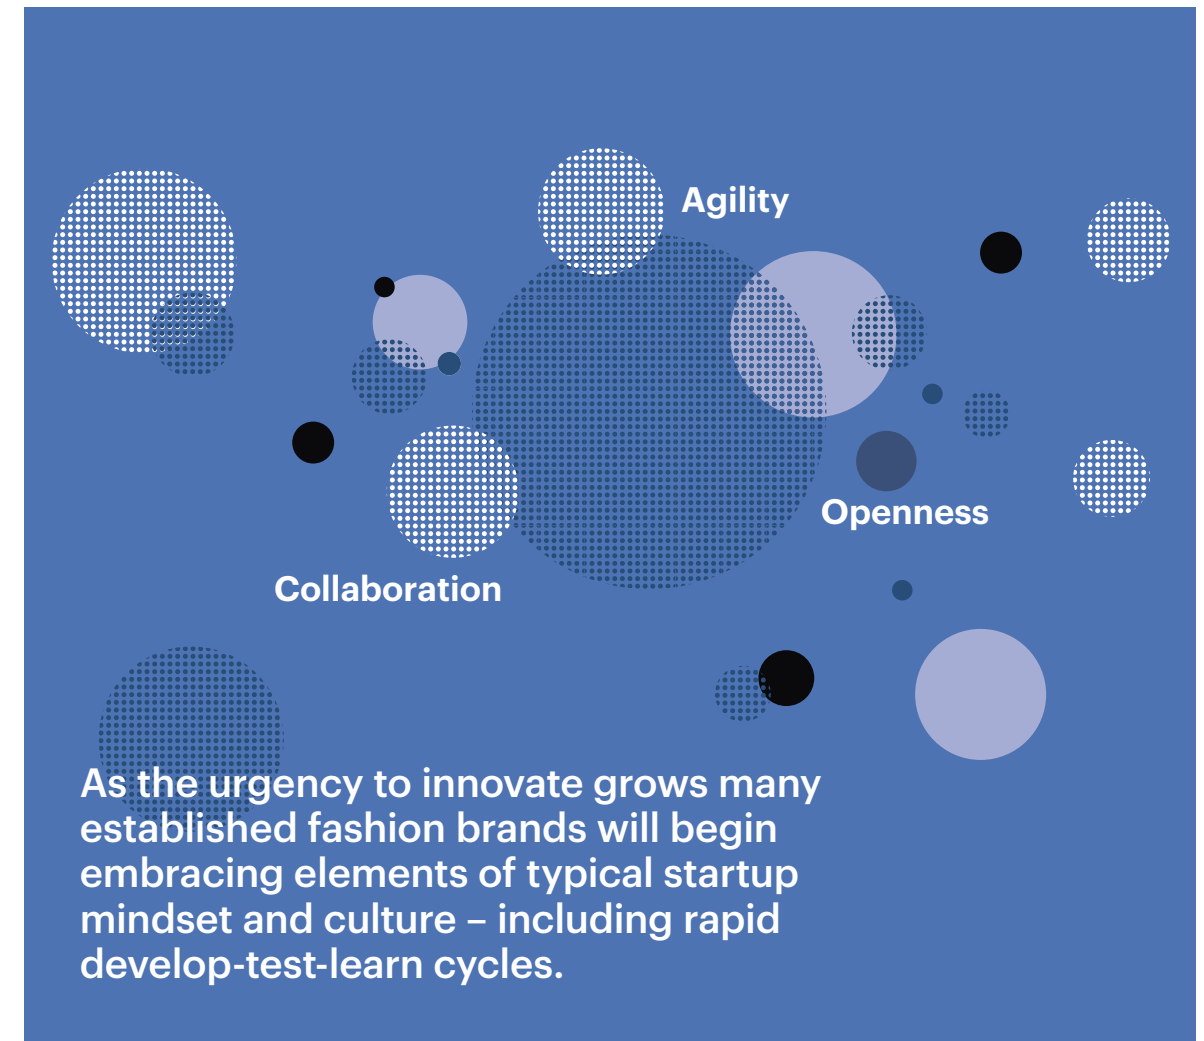 Agility
Openness
Collaboration
As the urgency to innovate grows many
established fashion brands will begin
embracing elements of typical startup
mindset and culture – including rapid
develop-test-learn cycles.